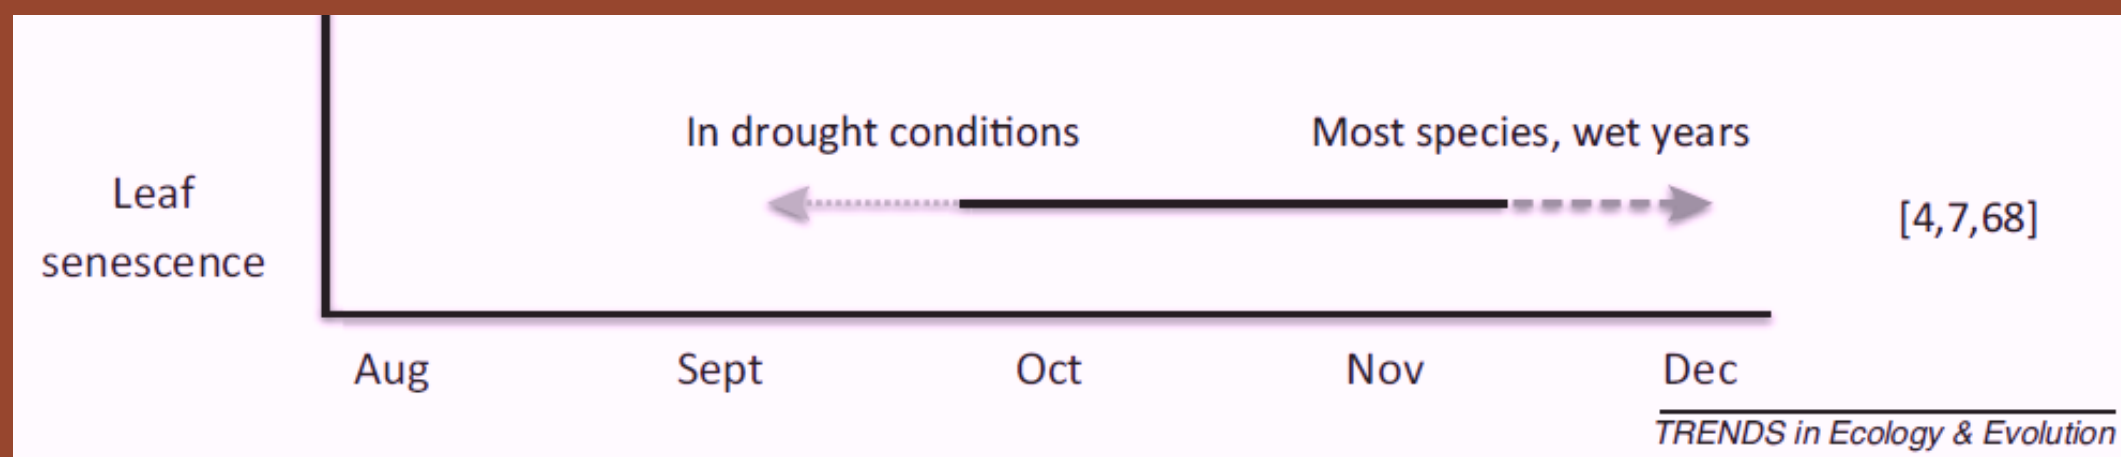 In drought conditions Most species, wet years
Leaf
senescence
[4,7,68]
Aug Sept Oct Nov Dec
TRENDS in Ecology & Evolution